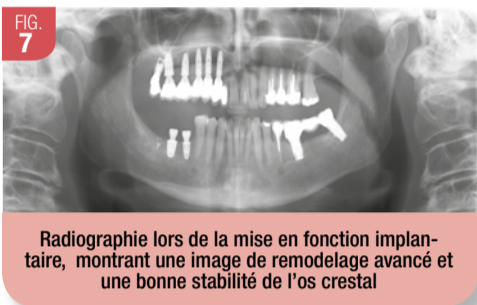 FIG.
7
Radiographie lors de la mise en fonction implan-
taire, montrant une image de remodelage avancé et
une bonne stabilité de l'os crestal